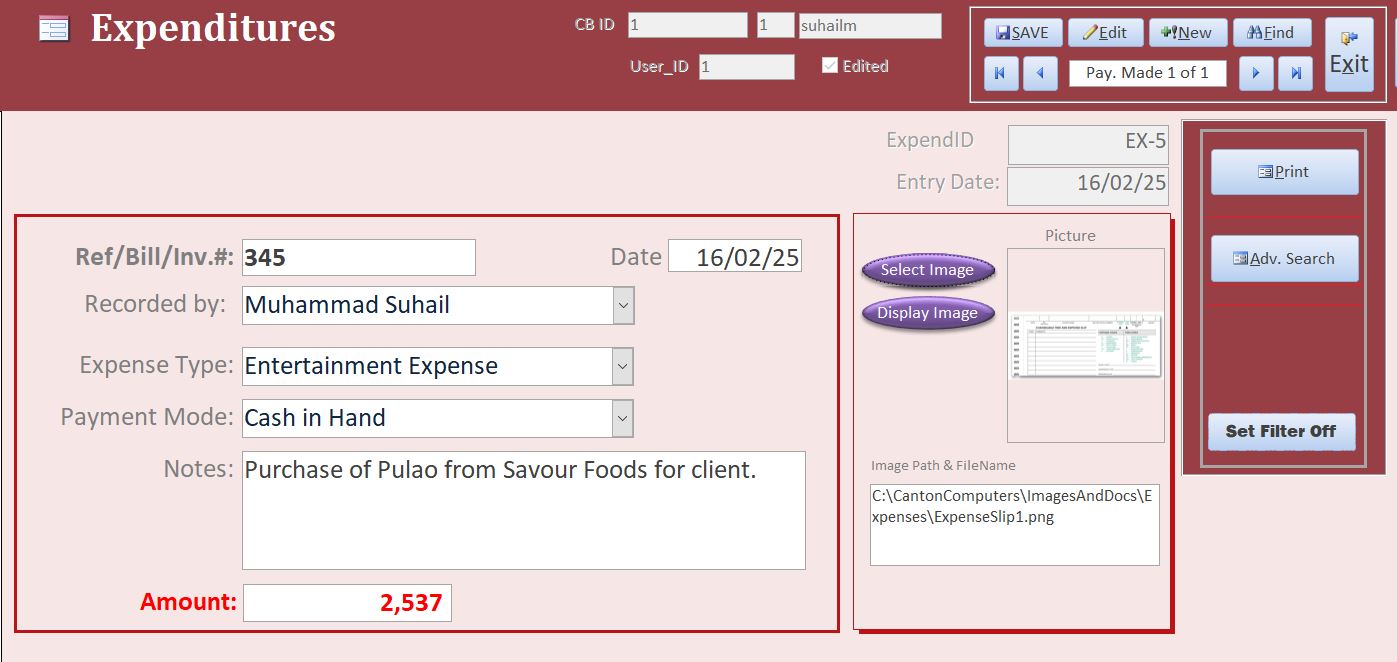 Expenditures
CB ID 1 1 suhailm
User_ID 1 Edited
SAVE Edit New Find
Pay. Made 1 of 1
Exit
ExpendID EX-5
Entry Date: 16/02/25
Print
Adv. Search
Set Filter Off
Ref/Bill/Inv.#: 345 Date 16/02/25
Recorded by: Muhammad Suhail
Expense Type: Entertainment Expense
Payment Mode: Cash in Hand
Notes: Purchase of Pulao from Savour Foods for client.
Amount: 2,537
Picture
Select Image
Display Image
Image Path & FileName
C:\CantonComputers\ImagesAndDocs\E
xpenses\ExpenseSlip1.png